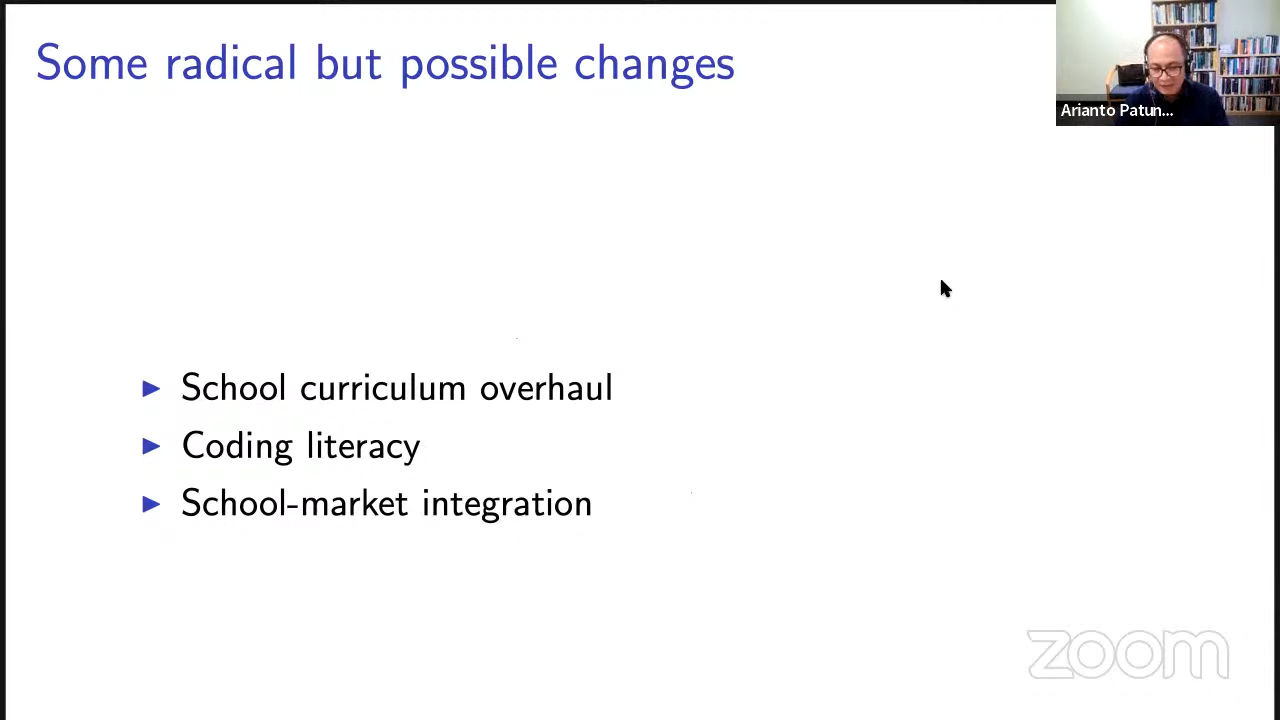 Some radical but possible changes
Arianto Patun...
School curriculum overhaul
Coding literacy
School-market integration
zoom